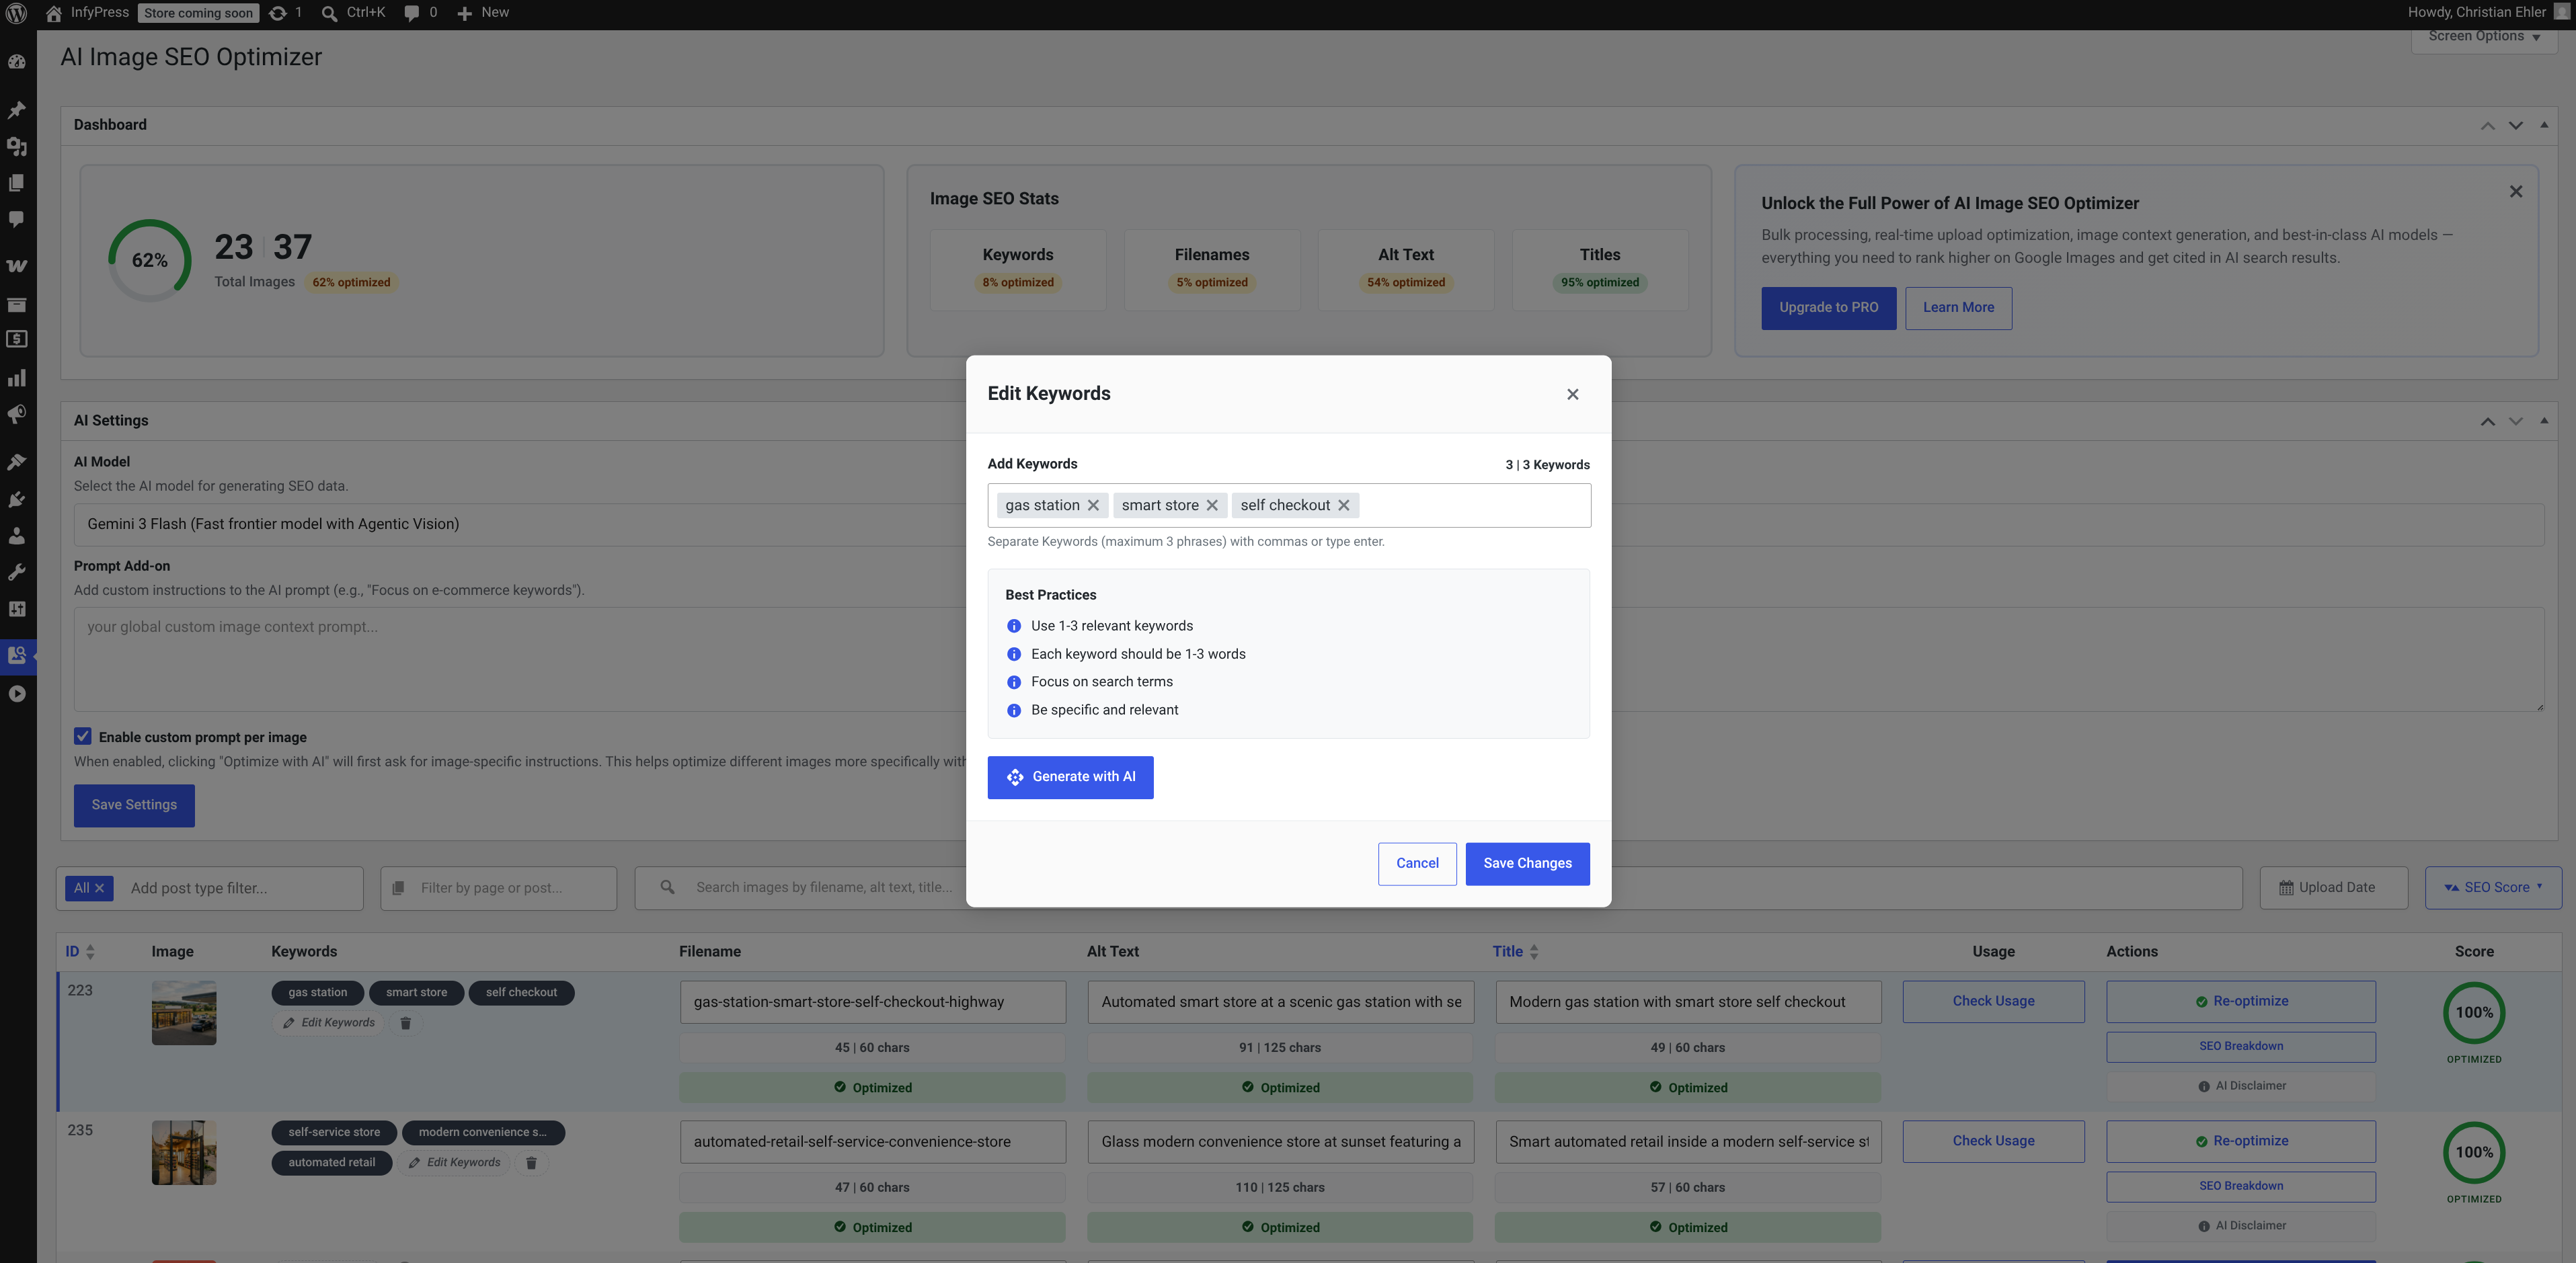 InfyPress Store coming soon 1 Ctrl+K 0 New Howdy, Christian Ehler
AI Image SEO Optimizer Screen Options
Dashboard
62%
23 | 37
Total Images 62% optimized
Image SEO Stats
Keywords Filenames Alt Text Titles
8% optimized 5% optimized 54% optimized 95% optimized
Unlock the Full Power of AI Image SEO Optimizer
Bulk processing, real-time upload optimization, image context generation, and best-in-class AI models —
everything you need to rank higher on Google Images and get cited in AI search results.
Upgrade to PRO Learn More
AI Settings
AI Model
Select the AI model for generating SEO data.
Gemini 3 Flash (Fast frontier model with Agentic Vision)
Prompt Add-on
Add custom instructions to the AI prompt (e.g., "Focus on e-commerce keywords").
your global custom image context prompt...
Enable custom prompt per image
When enabled, clicking "Optimize with AI" will first ask for image-specific instructions. This helps optimize different images more specifically with
Save Settings
Edit Keywords
Add Keywords 3 | 3 Keywords
gas station smart store self checkout
Separate Keywords (maximum 3 phrases) with commas or type enter.
Best Practices
Use 1-3 relevant keywords
Each keyword should be 1-3 words
Focus on search terms
Be specific and relevant
Generate with AI
Cancel Save Changes
All Add post type filter... Filter by page or post... Search images by filename, alt text, title... Upload Date SEO Score
ID Image Keywords Filename Alt Text Title Usage Actions Score
223 gas station smart store self checkout gas-station-smart-store-self-checkout-highway Automated smart store at a scenic gas station with se Modern gas station with smart store self checkout Check Usage Re-optimize 100%
Edit Keywords 45 | 60 chars 91 | 125 chars 49 | 60 chars SEO Breakdown OPTIMIZED
Optimized Optimized Optimized AI Disclaimer
235 self-service store modern convenience s... automated-retail-self-service-convenience-store Glass modern convenience store at sunset featuring a Smart automated retail inside a modern self-service st Check Usage Re-optimize 100%
automated retail Edit Keywords 47 | 60 chars 110 | 125 chars 57 | 60 chars SEO Breakdown OPTIMIZED
Optimized Optimized Optimized AI Disclaimer